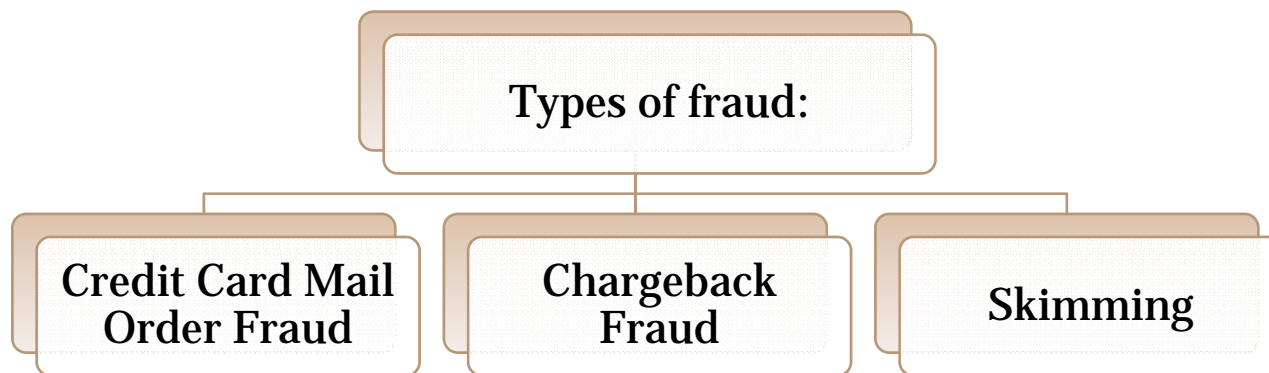 Types of fraud:
Credit Card Mail
Order Fraud
Chargeback
Fraud
Skimming